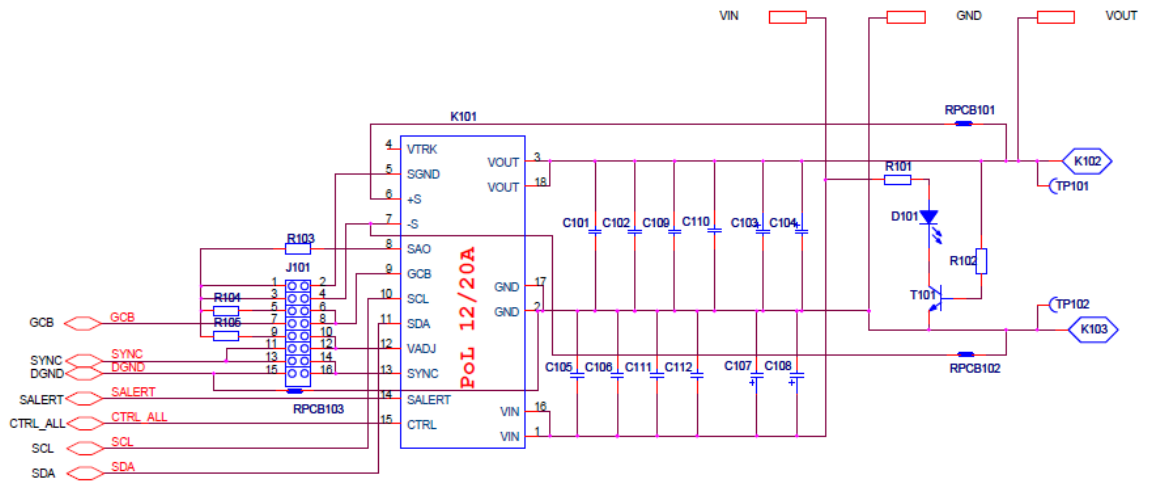 VIN
GND
VOUT
K101
RPCB101
4
VTRK
5
SGND
6
+S
7
-S
8
SAO
9
GCB
10
SCL
11
SDA
12
VADJ
13
SYNC
14
SALERT
15
CTRL
VOUT
3
VOUT
18
GND
17
GND
2
VIN
16
VIN
1
PoL 12/20A
K102
TP101
R101
D101
R102
T101
TP102
K103
RPCB102
C101
C102
C109
C110
C103
C104
C105
C106
C111
C112
C107
C108
R103
J101
R104
R105
1
2
3
4
5
6
7
8
9
10
11
12
13
14
15
16
RPCB103
GCB
GCB
SYNC
SYNC
DGND
DGND
SALERT
SALERT
CTRL_ALL
CTRL_ALL
SCL
SCL
SDA
SDA